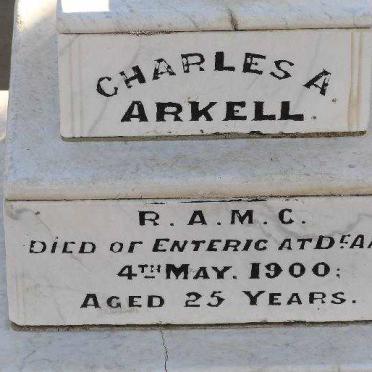 CHARLES A
ARKELL.
R. A. M. C.
DIED OF ENTERIC AT
4TH MAY. 1900:
AGED 25 YEARS.